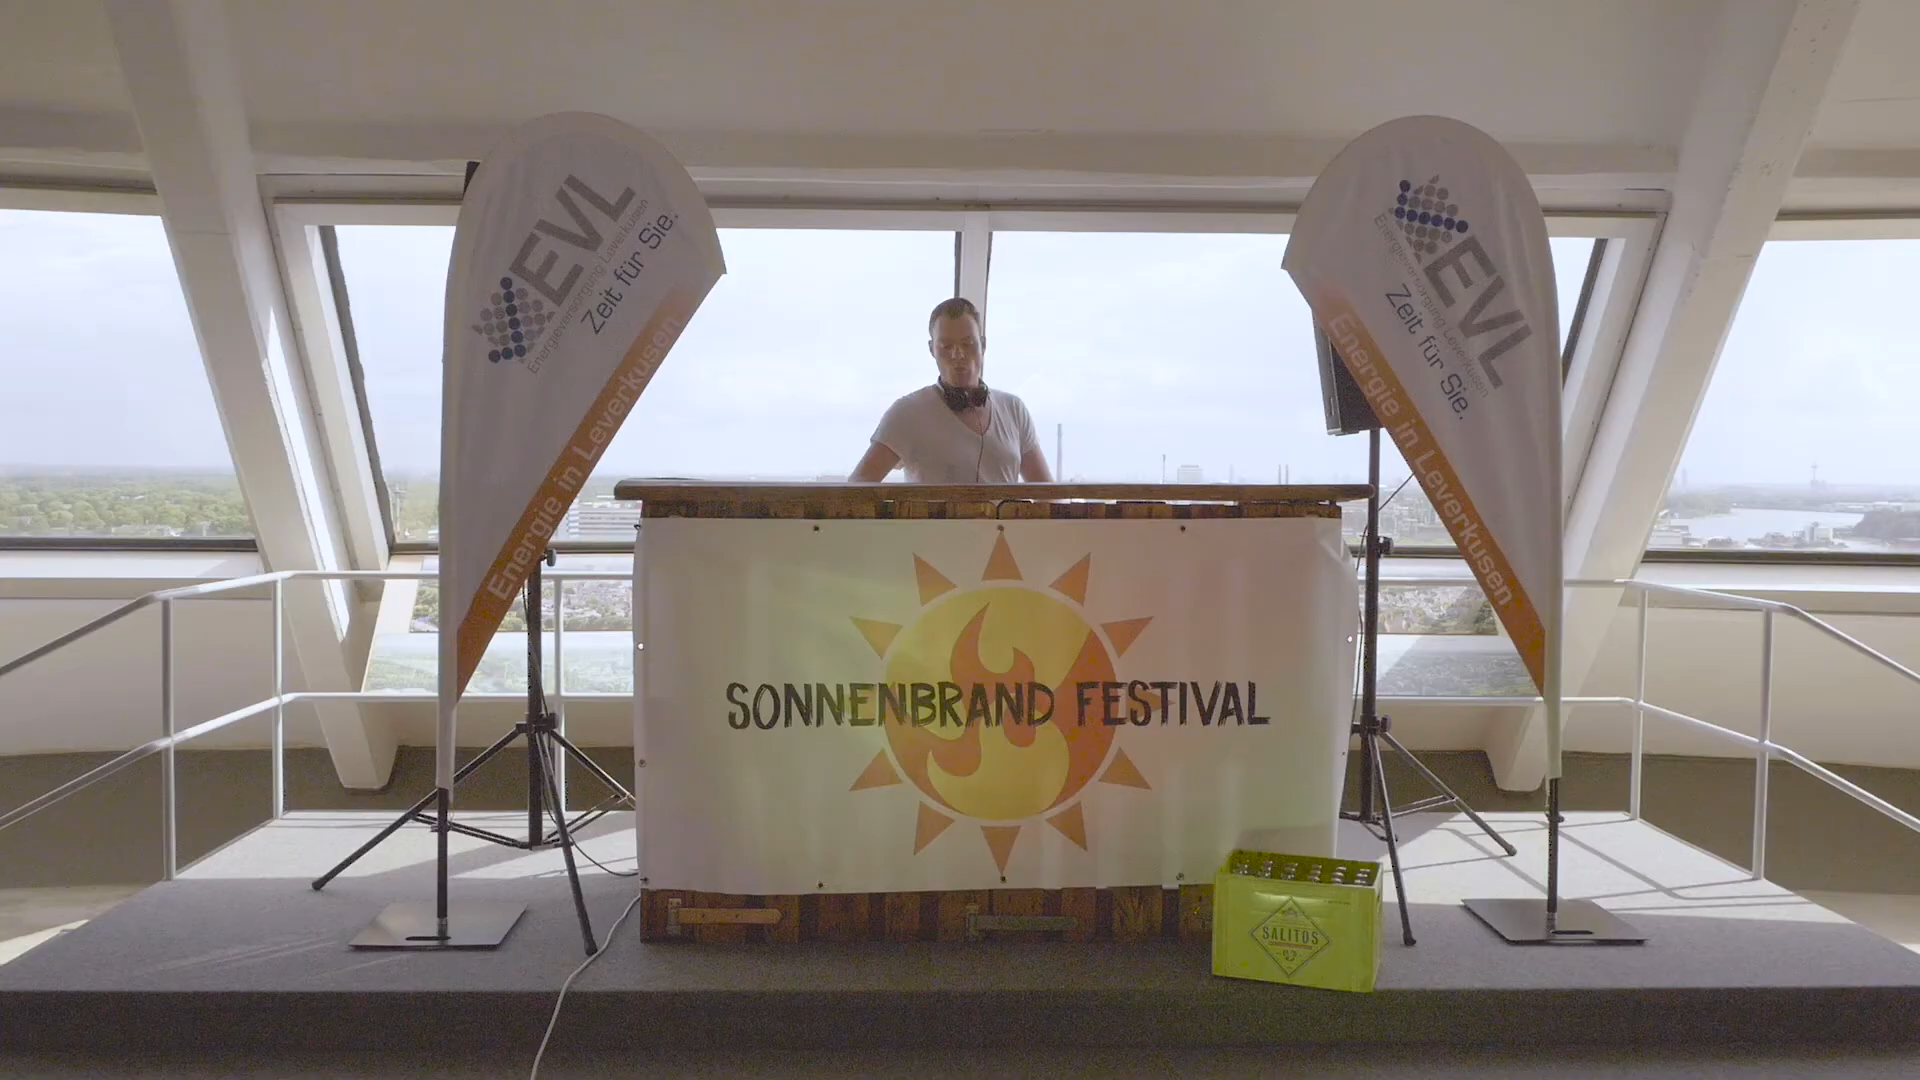 EVL
Energieversorgung Leverkusen
Zeit für Sie.
Energie in Leverkusen
EVL
Energieversorgung Leverkusen
Zeit für Sie.
Energie in Leverkusen
SONNENBRAND FESTIVAL
SALITOS